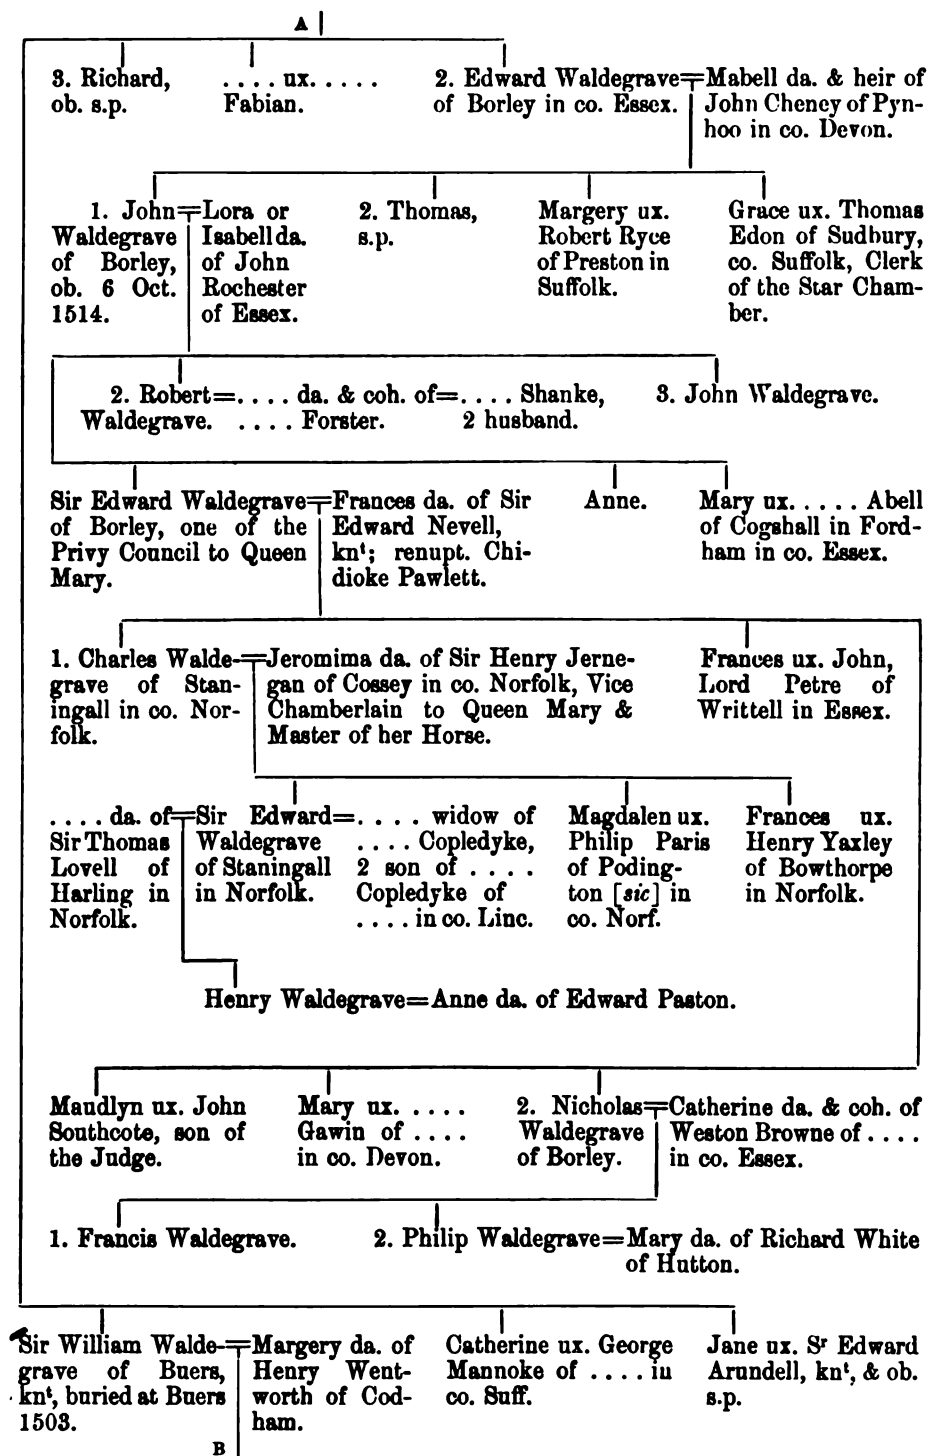 A
3. Richard,
ob. s.p.
. . . . ux. . . . . .
Fabian.
2. Edward Waldegrave=
of Borley in co. Essex.
Mabell da. & heir of
John Cheney of Pyn-
hoo in co. Devon.
1. John=
Waldegrave
of Borley,
ob. 6 Oct.
1514.
Lora or
Isabell da.
of John
Rochester
of Essex.
2. Thomas,
s.p.
Margery ux.
Robert Ryce
of Preston in
Suffolk.
Grace ux. Thomas
Edon of Sudbury,
co. Suffolk, Clerk
of the Star Cham-
ber.
2. Robert=. . . . da. & coh. of=. . . . Shanke,
Waldegrave. . . . . Forster. 2 husband.
3. John Waldegrave.
Sir Edward Waldegrave=
of Borley, one of the
Privy Council to Queen
Mary.
Frances da. of Sir
Edward Nevell,
knᵗ; renupt. Chi-
dioke Pawlett.
Anne.
Mary ux. . . . . . Abell
of Cogshall in Ford-
ham in co. Essex.
1. Charles Walde-=
grave of Stan-
ingall in co. Nor-
folk.
Jeromima da. of Sir Henry Jerne-
gan of Cossey in co. Norfolk, Vice
Chamberlain to Queen Mary &
Master of her Horse.
Frances ux. John,
Lord Petre of
Writtell in Essex.
. . . . da. of=
Sir Thomas
Lovell of
Harling in
Norfolk.
Sir Edward=
Waldegrave
of Staningall
in Norfolk.
. . . . widow of
. . . . Copledyke,
2 son of . . . .
Copledyke of
. . . . in co. Linc.
Magdalen ux.
Philip Paris
of Poding-
ton [sic] in
co. Norf.
Frances ux.
Henry Yaxley
of Bowthorpe
in Norfolk.
Henry Waldegrave=Anne da. of Edward Paston.
Maudlyn ux. John
Southcote, son of
the Judge.
Mary ux. . . . .
Gawin of . . . .
in co. Devon.
2. Nicholas=
Waldegrave
of Borley.
Catherine da. & coh. of
Weston Browne of . . . .
in co. Essex.
1. Francis Waldegrave.
2. Philip Waldegrave=Mary da. of Richard White
of Hutton.
Sir William Walde-=
grave of Buers,
knᵗ, buried at Buers
1503.
Margery da. of
Henry Went-
worth of Cod-
ham.
Catherine ux. George
Mannoke of . . . . in
co. Suff.
Jane ux. Sʳ Edward
Arundell, knᵗ, & ob.
s.p.
B